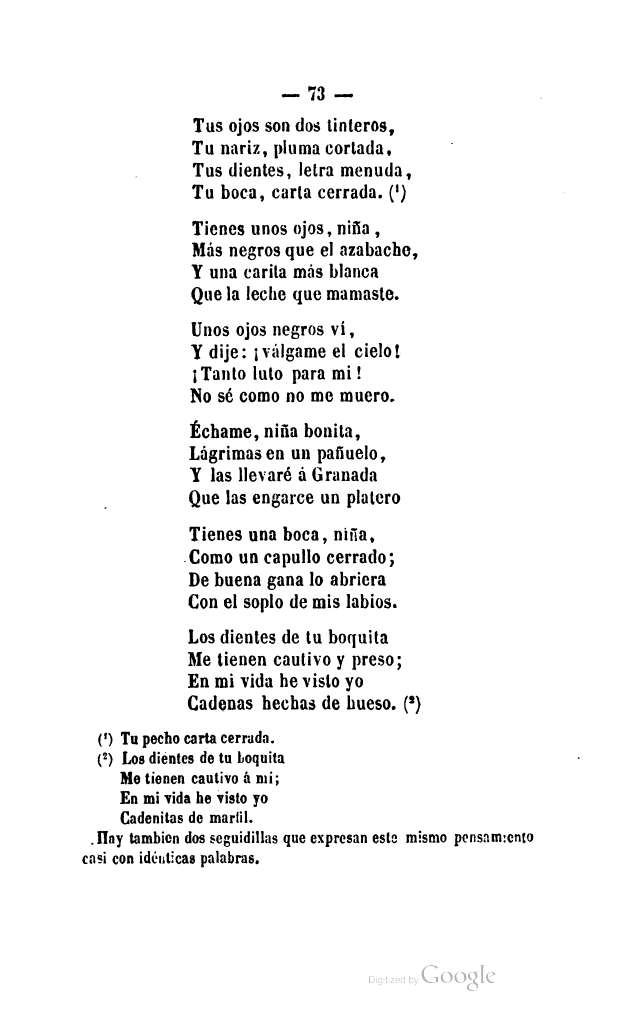 — 73 —
Tus ojos son dos tinteros,
Tu nariz, pluma cortada,
Tus dientes, letra menuda,
Tu boca, carta cerrada. (¹)
Tienes unos ojos, niña,
Más negros que el azabache,
Y una carita más blanca
Que la leche que mamaste.
Unos ojos negros ví,
Y dije: ¡válgame el cielo!
¡Tanto luto para mi!
No sé como no me muero.
Échame, niña bonita,
Lágrimas en un pañuelo,
Y las llevaré á Granada
Que las engarce un platero
Tienes una boca, niña,
Como un capullo cerrado;
De buena gana lo abriera
Con el soplo de mis labios.
Los dientes de tu boquita
Me tienen cautivo y preso;
En mi vida he visto yo
Cadenas hechas de hueso. (²)
(¹) Tu pecho carta cerrada.
(²) Los dientes de tu boquita
Me tienen cautivo á mi;
En mi vida he visto yo
Cadenitas de marfil.
Hay tambien dos seguidillas que expresan este mismo pensamiento
casi con idénticas palabras.
Digitized by Google